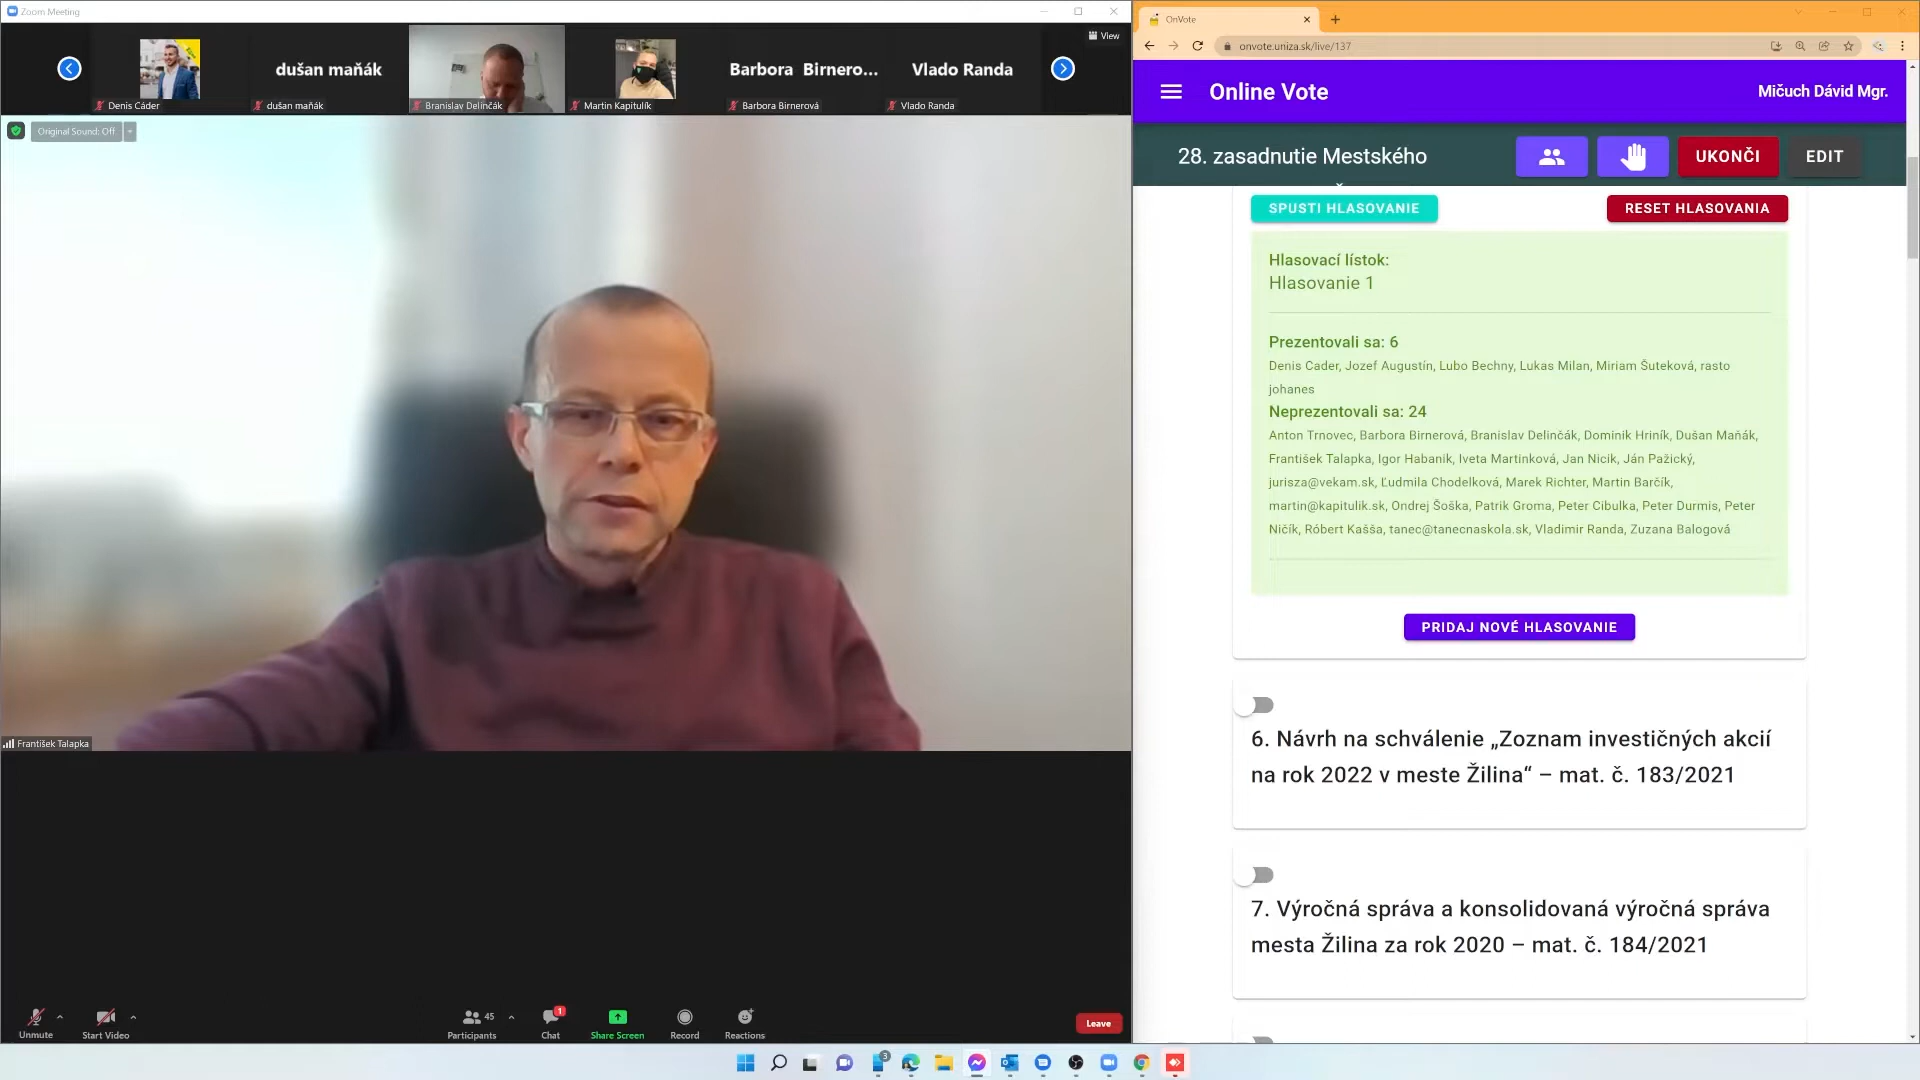 Zoom Meeting
View
dušan maňák
Barbora Birnero...
Vlado Randa
Denis Cáder
dušan maňák
Branislav Delinčák
Martin Kapitulík
Barbora Birnerová
Vlado Randa
Original Sound: Off
František Talapka
Unmute
Start Video
45
Participants
1
Chat
Share Screen
Record
Reactions
Leave
OnVote
onvote.uniza.sk/live/137
Online Vote
Mičuch Dávid Mgr.
28. zasadnutie Mestského
UKONČI
EDIT
SPUSTI HLASOVANIE
RESET HLASOVANIA
Hlasovací lístok:
Hlasovanie 1
Prezentovali sa: 6
Denis Cader, Jozef Augustín, Lubo Bechny, Lukas Milan, Miriam Šuteková, rasto
johanes
Neprezentovali sa: 24
Anton Trnovec, Barbora Birnerová, Branislav Delinčák, Dominik Hriník, Dušan Maňák,
František Talapka, Igor Habanik, Iveta Martinková, Jan Nicik, Ján Pažický,
jurisza@vekam.sk, Ľudmila Chodelková, Marek Richter, Martin Barčík,
martin@kapitulik.sk, Ondrej Šoška, Patrik Groma, Peter Cibulka, Peter Durmis, Peter
Ničík, Róbert Kašša, tanec@tanecnaskola.sk, Vladimir Randa, Zuzana Balogová
PRIDAJ NOVÉ HLASOVANIE
6. Návrh na schválenie „Zoznam investičných akcií
na rok 2022 v meste Žilina“ – mat. č. 183/2021
7. Výročná správa a konsolidovaná výročná správa
mesta Žilina za rok 2020 – mat. č. 184/2021
3